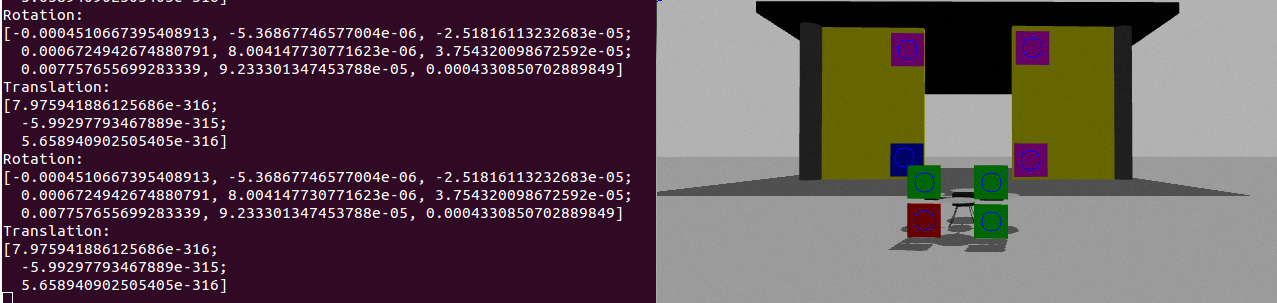 5.658940902505405e-316]
Rotation:
[-0.0004510667395408913, -5.36867746577004e-06, -2.51816113232683e-05;
0.0006724942674880791, 8.004147730771623e-06, 3.754320098672592e-05;
0.007757655699283339, 9.233301347453788e-05, 0.0004330850702889849]
Translation:
[7.975941886125686e-316;
-5.99297793467889e-315;
5.658940902505405e-316]
Rotation:
[-0.0004510667395408913, -5.36867746577004e-06, -2.51816113232683e-05;
0.0006724942674880791, 8.004147730771623e-06, 3.754320098672592e-05;
0.007757655699283339, 9.233301347453788e-05, 0.0004330850702889849]
Translation:
[7.975941886125686e-316;
-5.99297793467889e-315;
5.658940902505405e-316]